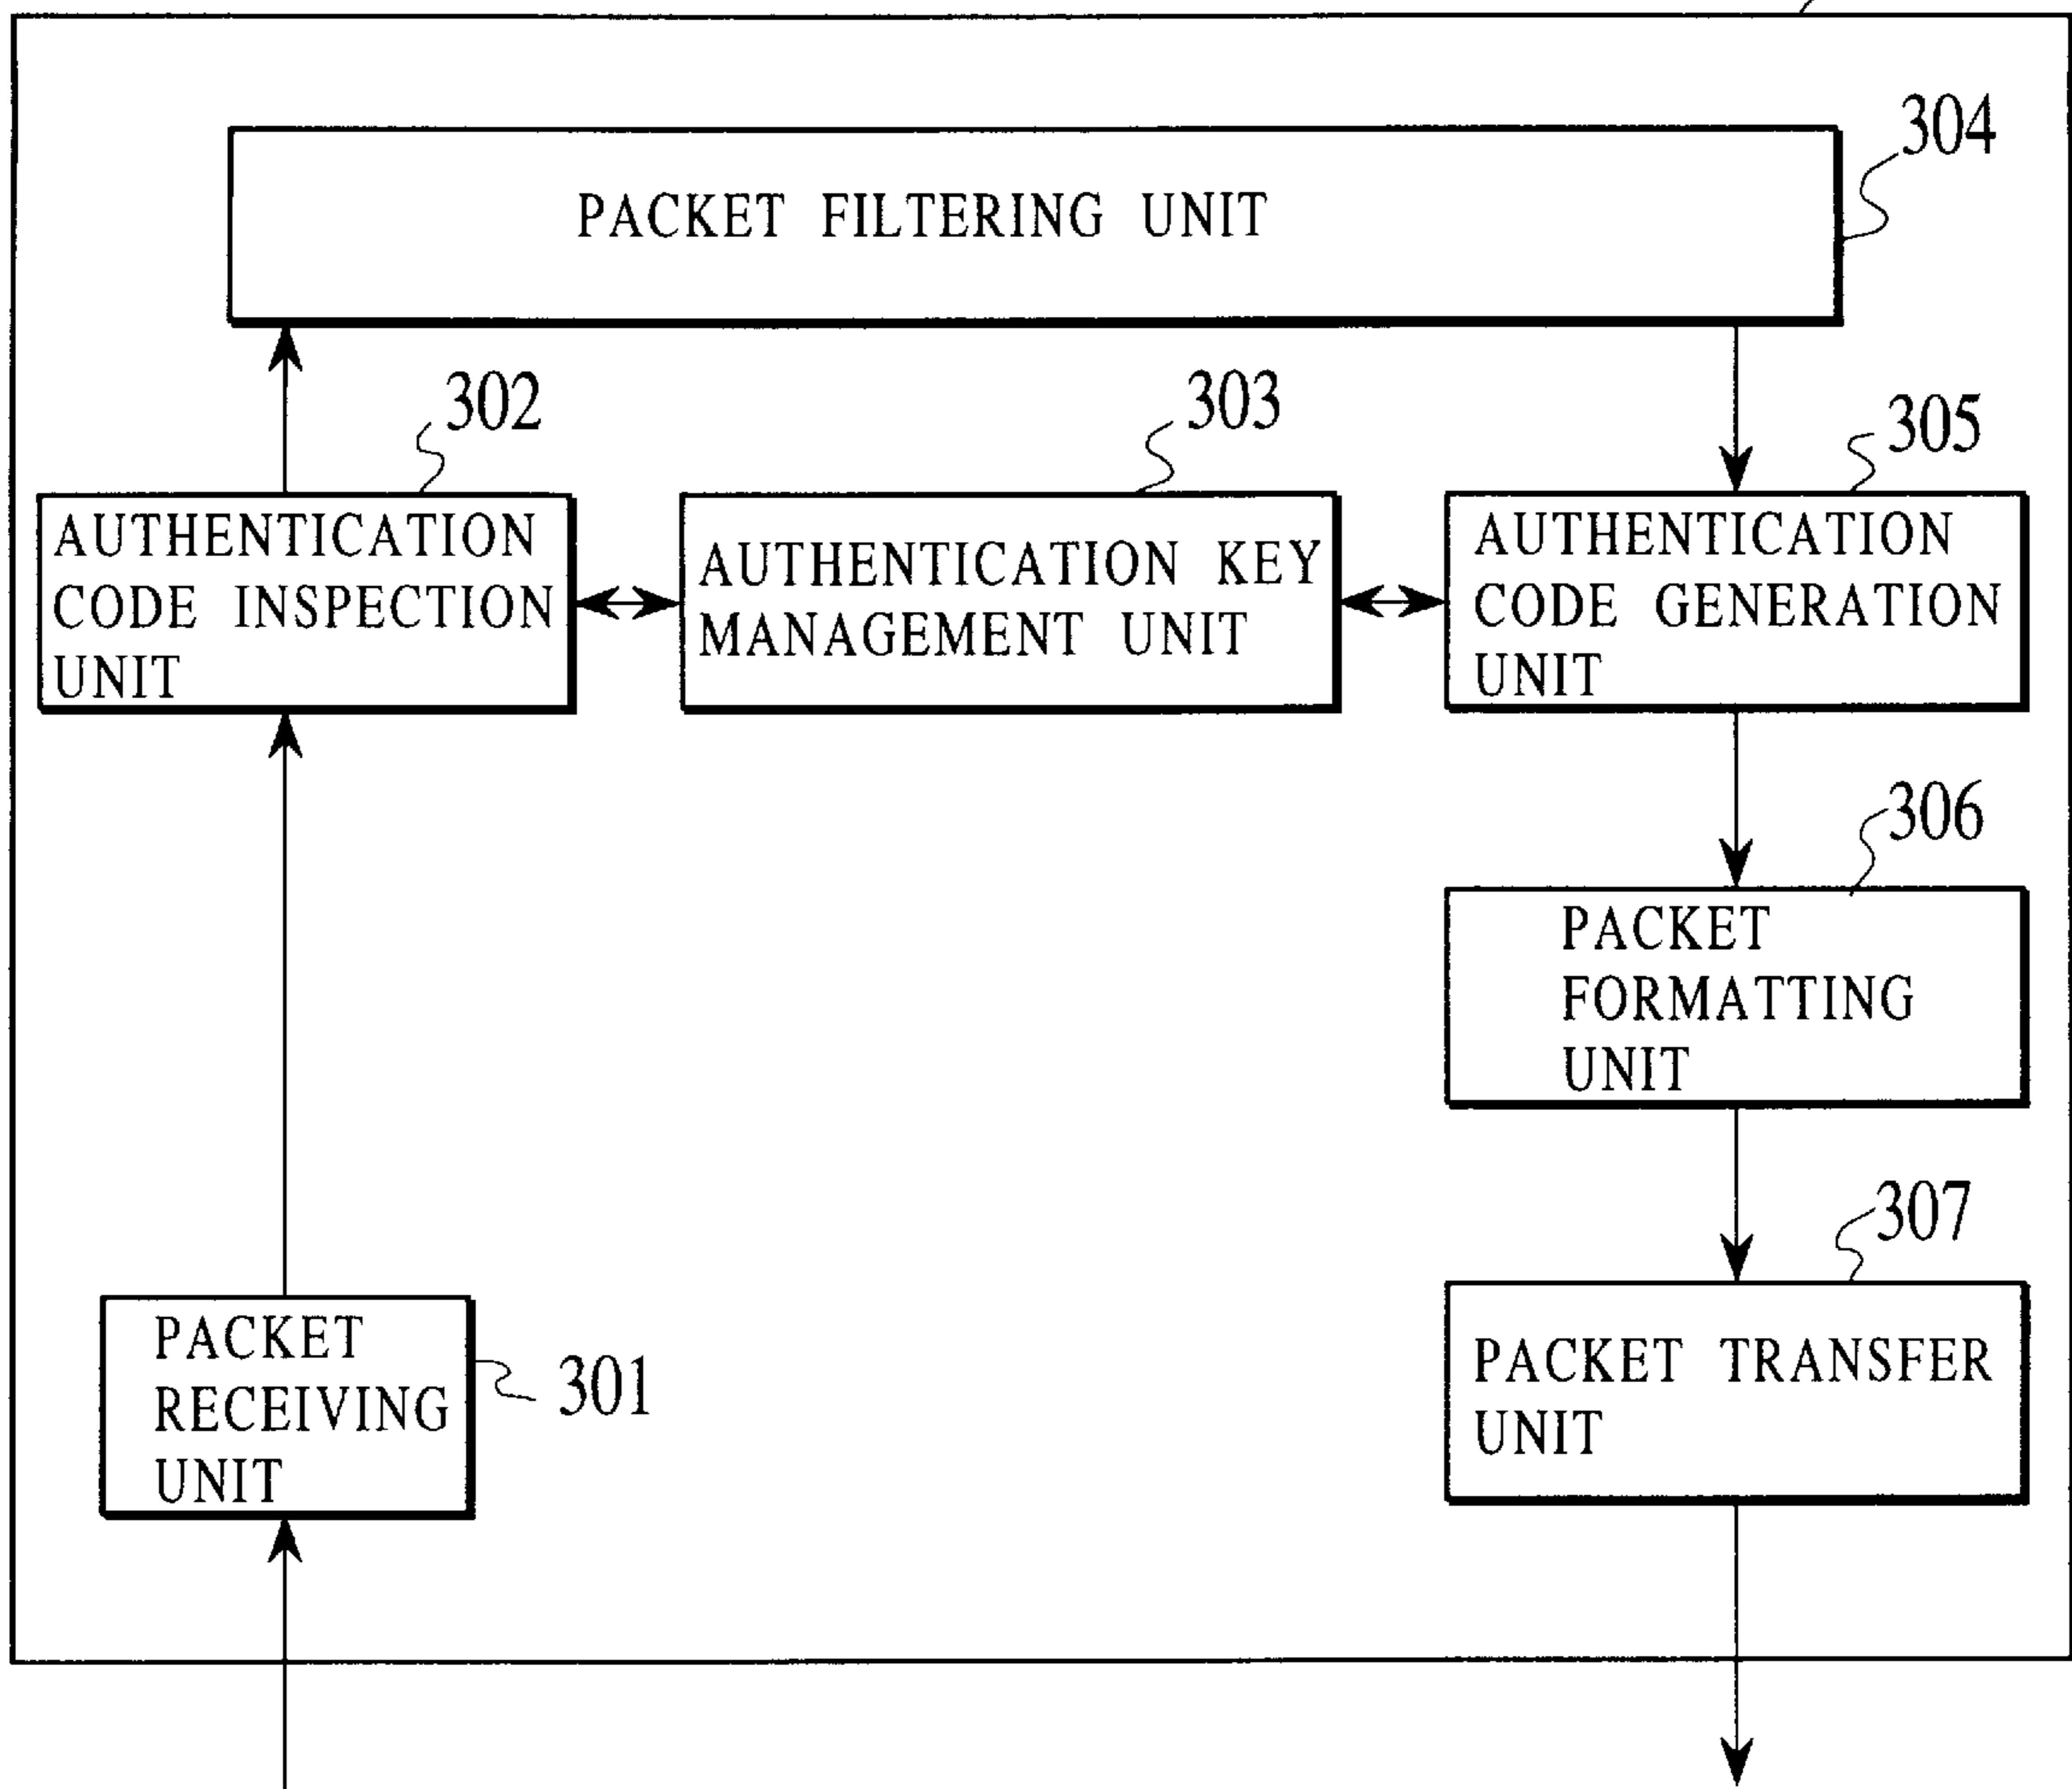 304
PACKET FILTERING UNIT
302
303
305
AUTHENTICATION
CODE INSPECTION
UNIT
AUTHENTICATION KEY
MANAGEMENT UNIT
AUTHENTICATION
CODE GENERATION
UNIT
306
PACKET
FORMATTING
UNIT
307
PACKET
RECEIVING
UNIT
301
PACKET TRANSFER
UNIT